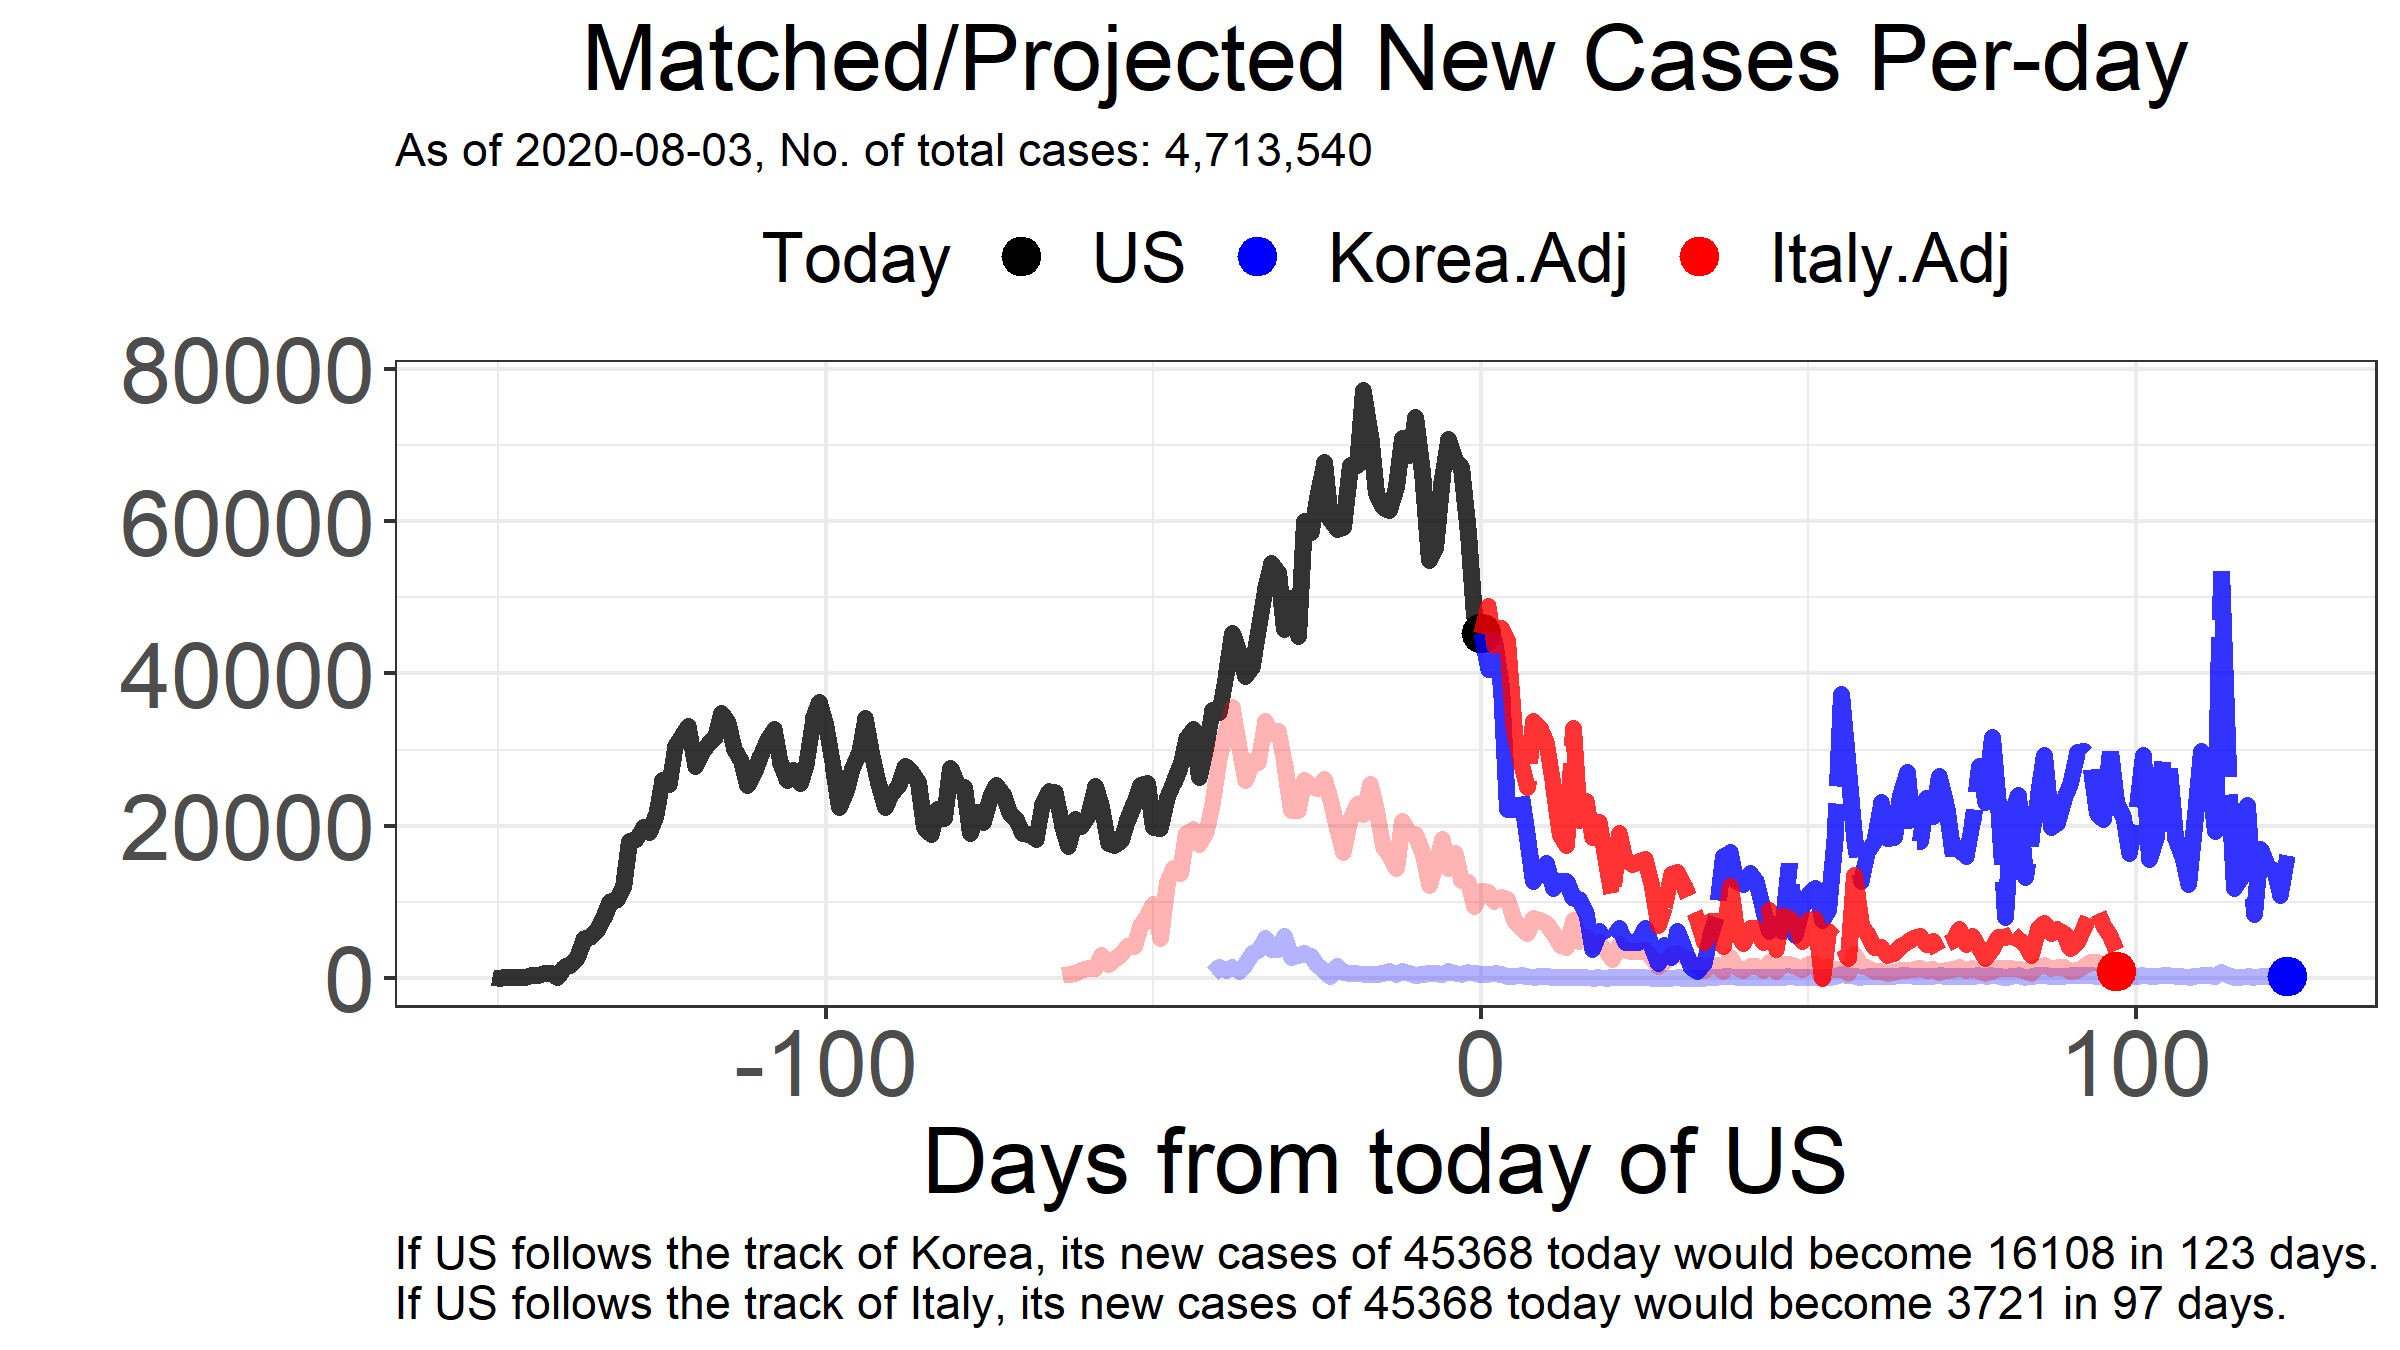 Matched/Projected New Cases Per-day
As of 2020-08-03, No. of total cases: 4,713,540
Today US Korea.Adj Italy.Adj
80000
60000
40000
20000
0
-100 0 100
Days from today of US
If US follows the track of Korea, its new cases of 45368 today would become 16108 in 123 days.
If US follows the track of Italy, its new cases of 45368 today would become 3721 in 97 days.